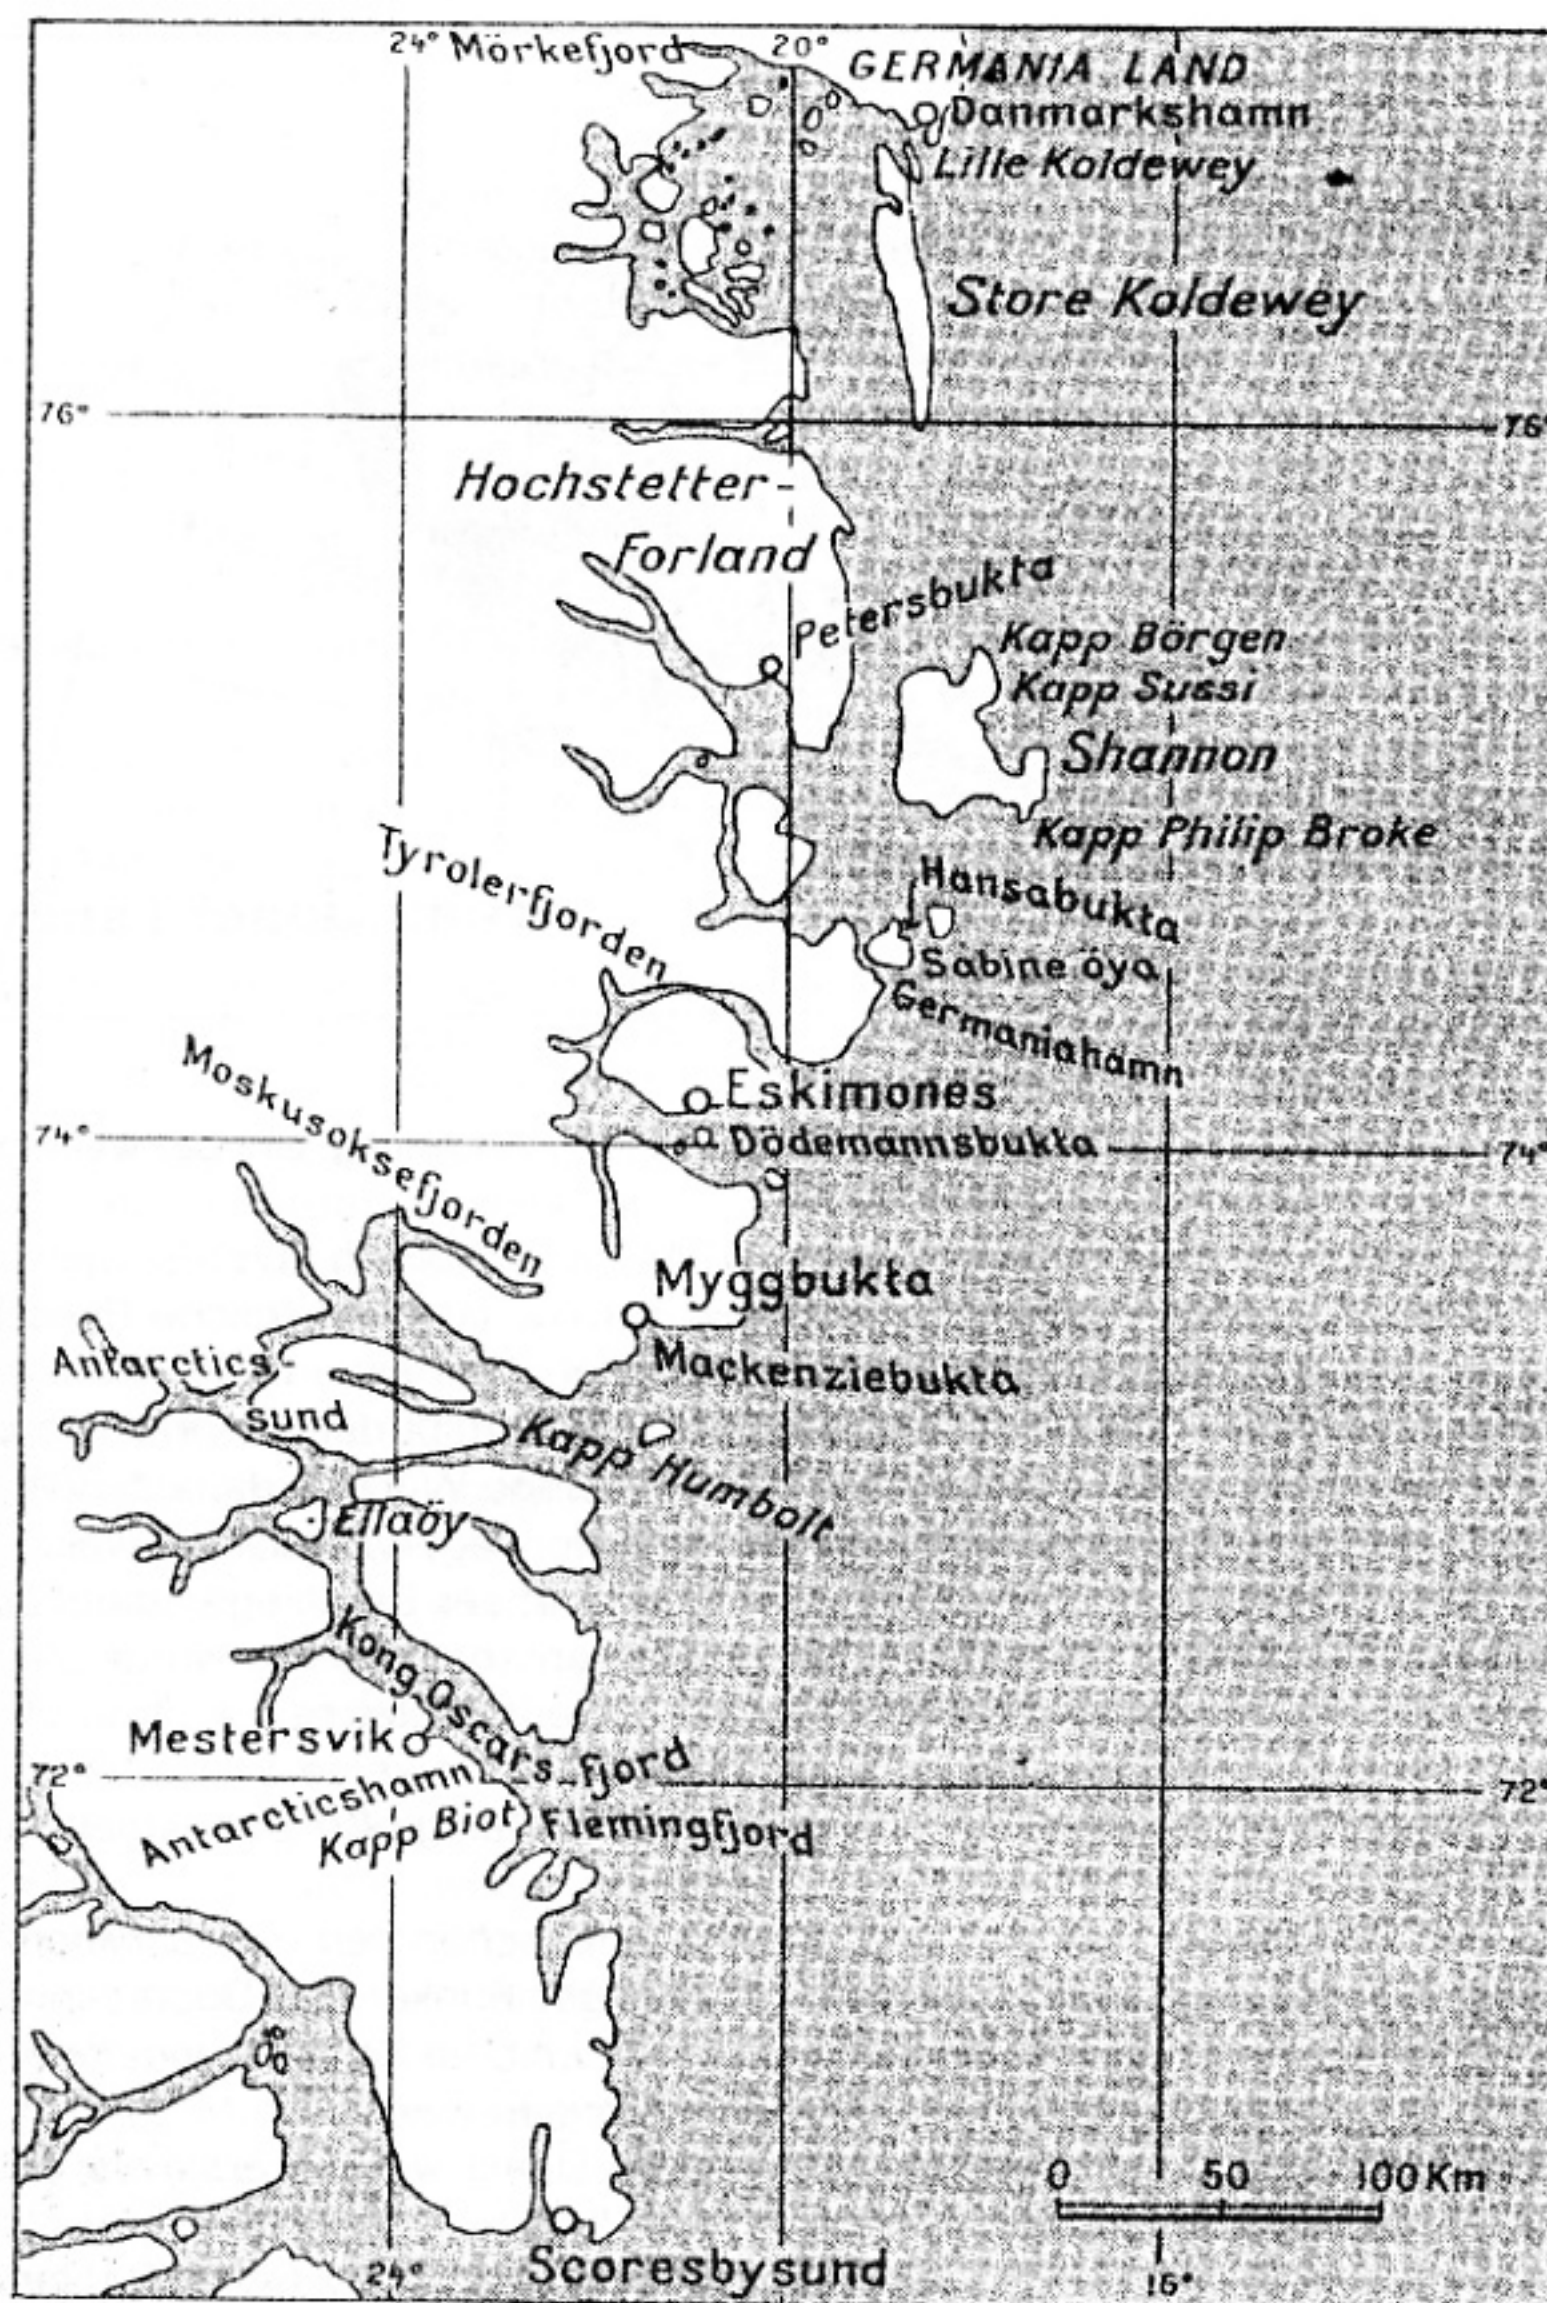 24° Mörkefjord 20°
GERMANIA LAND
Danmarkshamn
Lille Koldewey
Store Koldewey
76° 76°
Hochstetter-
Forland
Petersbukta
Kapp Börgen
Kapp Sussi
Shannon
Kapp Philip Broke
Tyrolerfjorden
Hansabukta
Sabine öya
Germaniahamn
Moskusoksefjorden
Eskimones
74° Dödemannsbukta 74°
Myggbukta
Mackenziebukta
Antarctics-
sund
Kapp Humbolt
Ellaöy
Kong Oscars fjord
Mestersvik
72° 72°
Antarcticshamn
Kapp Biot
Flemingfjord
0 50 100 Km
Scoresbysund
24° 16°